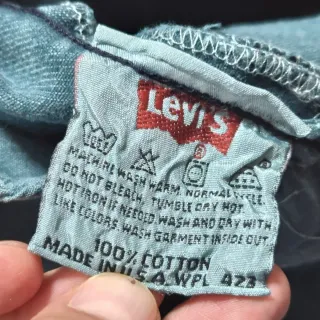 Levi's
MACHINE WASH WARM, NORMAL CYCLE.
DO NOT BLEACH. TUMBLE DRY HOT.
HOT IRON IF NEEDED. WASH AND DRY WITH
LIKE COLORS. WASH GARMENT INSIDE OUT.
100% COTTON
MADE IN U.S.A. WPL 423